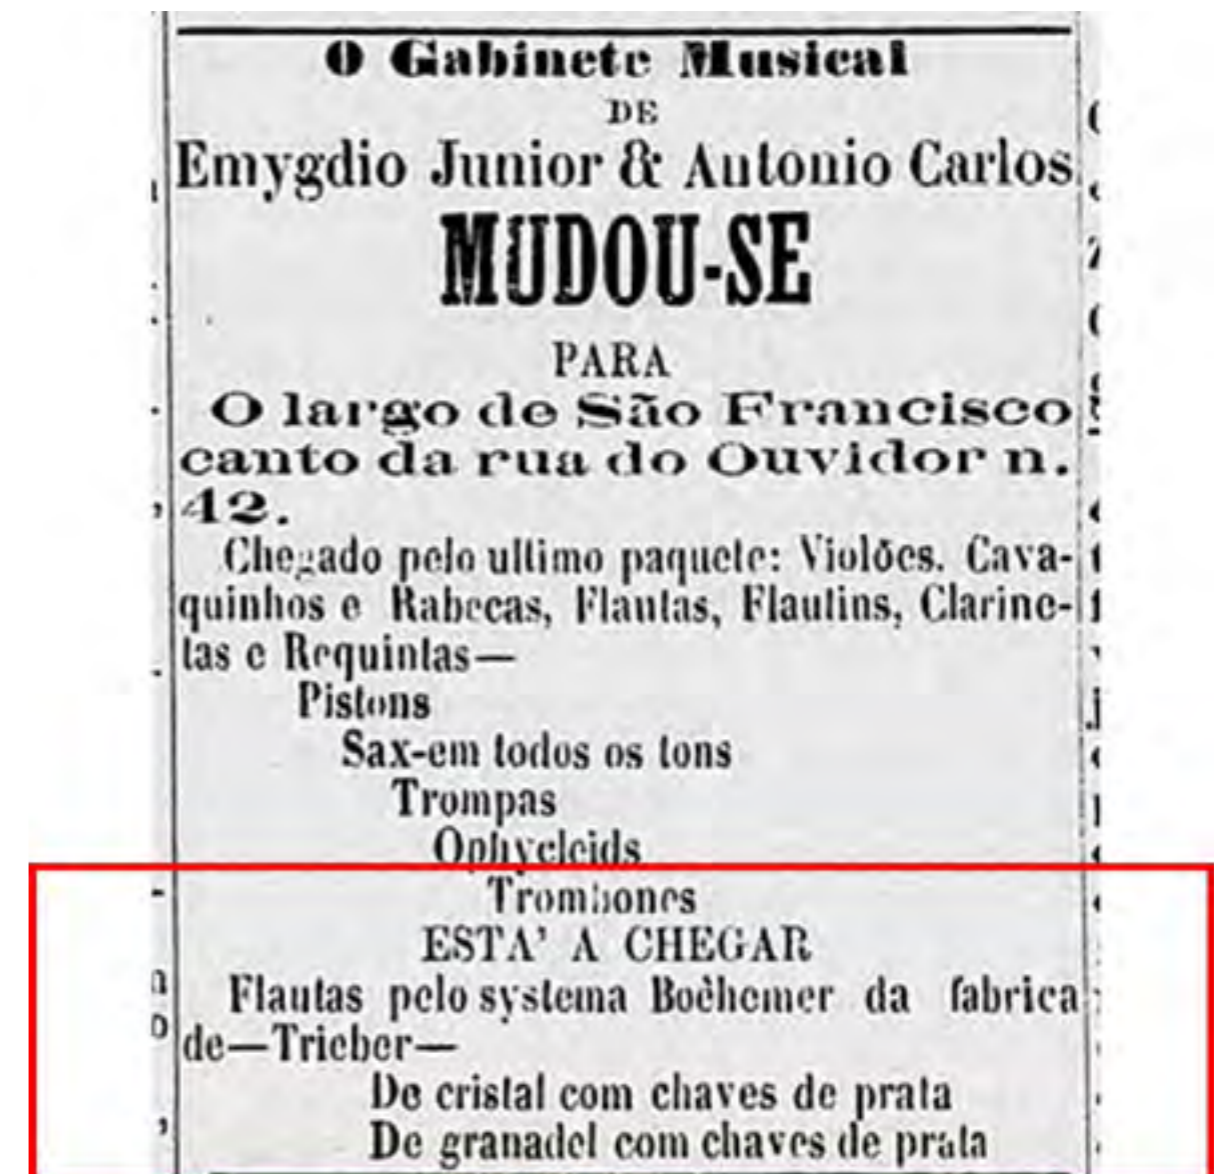 O Gabinete Musical
DE
Emygdio Junior & Antonio Carlos
MUDOU-SE
PARA
O largo de São Francisco
canto da rua do Ouvidor n.
42.
Chegado pelo ultimo paquete: Violões. Cava-
quinhos e Rabecas, Flautas, Flautins, Clarine-
tas e Requintas—
Pistons
Sax-em todos os tons
Trompas
Ophycleids
Trombones
ESTA' A CHEGAR
Flautas pelo systema Boêhemer da fabrica
de—Trieber—
De cristal com chaves de prata
De granadel com chaves de prata